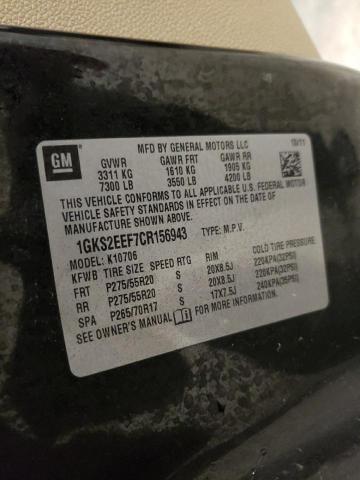 GM
MFD BY GENERAL MOTORS LLC
10/11
GVWR GAWR FRT GAWR RR
3311 KG 1610 KG 1905 KG
7300 LB 3550 LB 4200 LB
THIS VEHICLE CONFORMS TO ALL APPLICABLE U.S. FEDERAL MOTOR
VEHICLE SAFETY STANDARDS IN EFFECT ON THE DATE OF
MANUFACTURE SHOWN ABOVE.
1GKS2EEF7CR156943 TYPE: M.P.V.
MODEL: K10706
KFWB TIRE SIZE SPEED RTG RIM COLD TIRE PRESSURE
FRT P275/55R20 S 20X8.5J 220KPA(32PSI)
RR P275/55R20 S 20X8.5J 220KPA(32PSI)
SPA P265/70R17 S 17X7.5J 240KPA(35PSI)
SEE OWNER'S MANUAL FOR MORE INFORMATION.